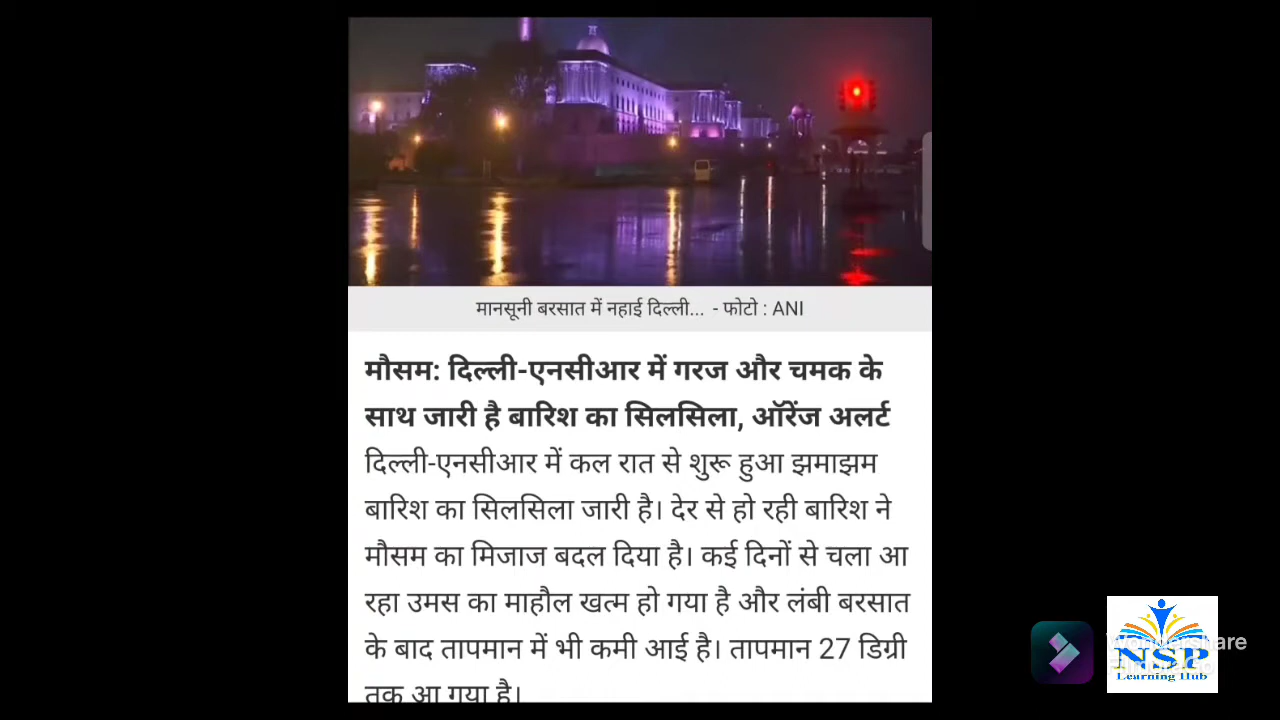 मानसूनी बरसात में नहाई दिल्ली... - फोटो : ANI
मौसम: दिल्ली-एनसीआर में गरज और चमक के
साथ जारी है बारिश का सिलसिला, ऑरेंज अलर्ट
दिल्ली-एनसीआर में कल रात से शुरू हुआ झमाझम
बारिश का सिलसिला जारी है। देर से हो रही बारिश ने
मौसम का मिजाज बदल दिया है। कई दिनों से चला आ
रहा उमस का माहौल खत्म हो गया है और लंबी बरसात
के बाद तापमान में भी कमी आई है। तापमान 27 डिग्री
तक आ गया है।
Wondershare
NSP
Learning Hub